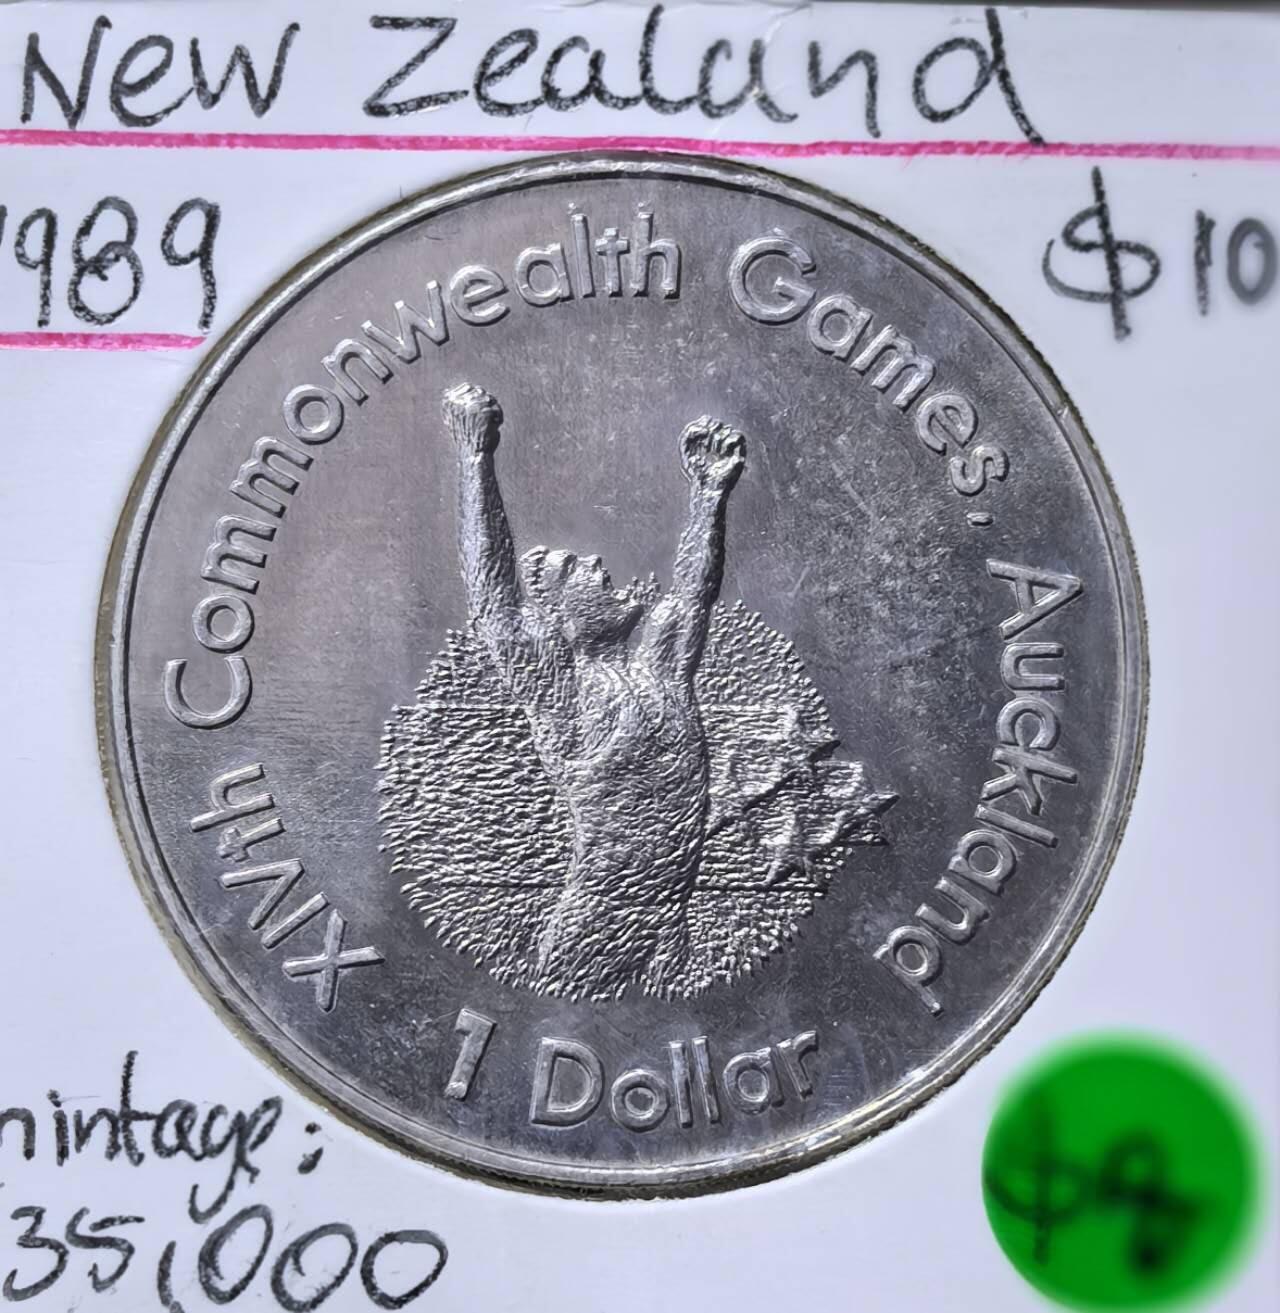 New Zealand
1989
$10
XIVth Commonwealth Games, Auckland
1 Dollar
mintage:
35,000